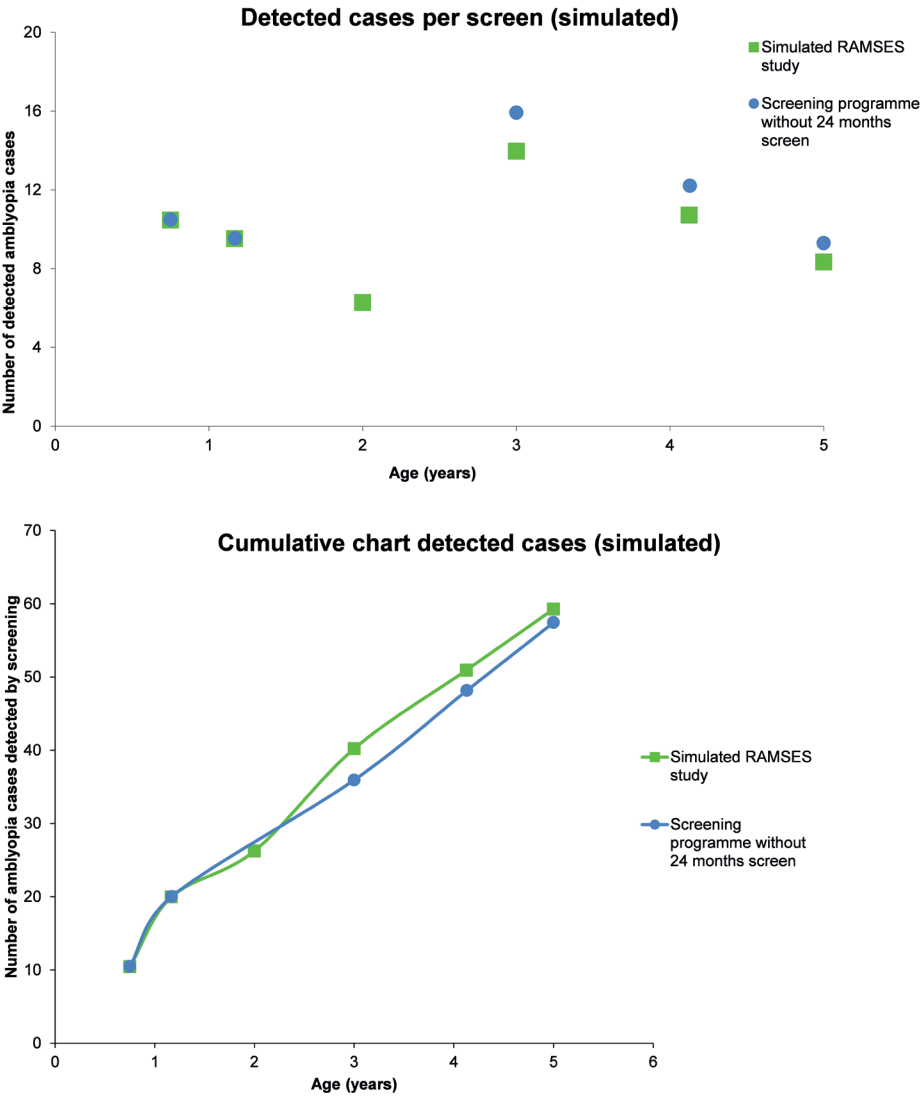 Detected cases per screen (simulated)
20
16
12
8
4
0
Number of detected amblyopia cases
0 1 2 3 4 5
Age (years)
Simulated RAMSES
study
Screening programme
without 24 months
screen
Cumulative chart detected cases (simulated)
70
60
50
40
30
20
10
0
Number of amblyopia cases detected by screening
0 1 2 3 4 5 6
Age (years)
Simulated RAMSES
study
Screening
programme without
24 months screen